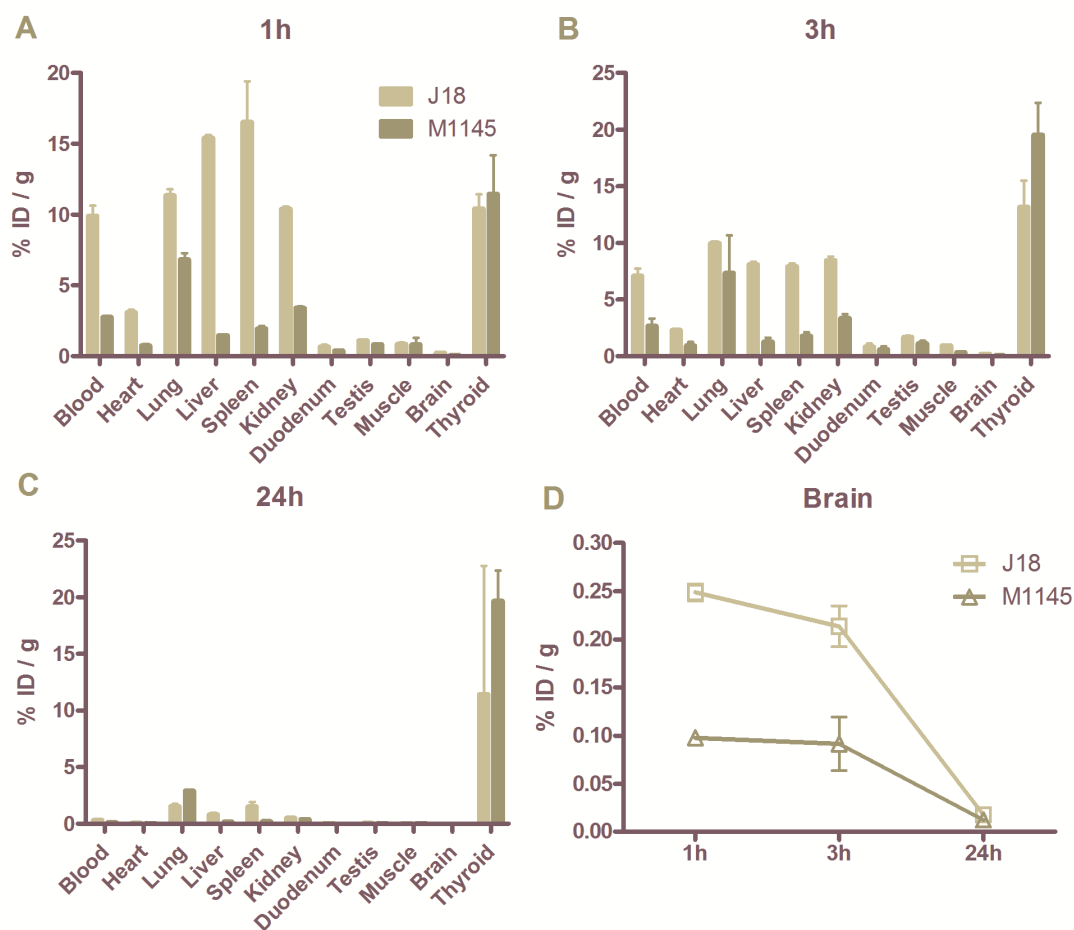 A
1h
% ID / g
20
15
10
5
0
J18
M1145
Blood
Heart
Lung
Liver
Spleen
Kidney
Duodenum
Testis
Muscle
Brain
Thyroid
B
3h
% ID / g
25
20
15
10
5
0
Blood
Heart
Lung
Liver
Spleen
Kidney
Duodenum
Testis
Muscle
Brain
Thyroid
C
24h
% ID / g
25
20
15
10
5
0
Blood
Heart
Lung
Liver
Spleen
Kidney
Duodenum
Testis
Muscle
Brain
Thyroid
D
Brain
% ID / g
0.30
0.25
0.20
0.15
0.10
0.05
0.00
J18
M1145
1h
3h
24h